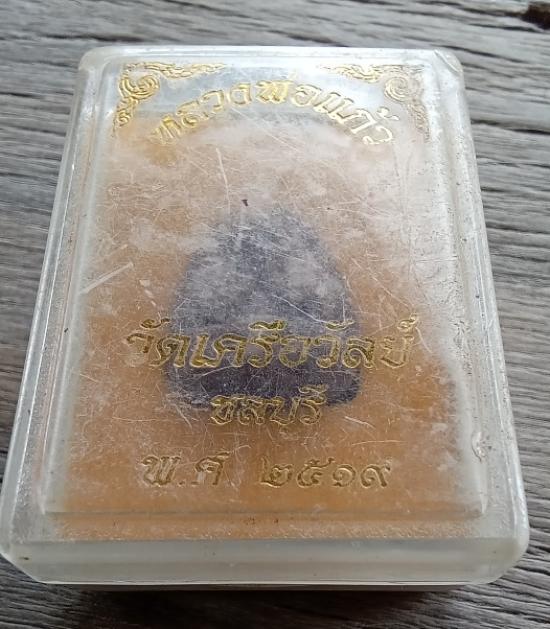 หลวงพ่อแก้ว
วัดเครือวัลย์
ชลบุรี
พ.ศ ๒๕๑๙